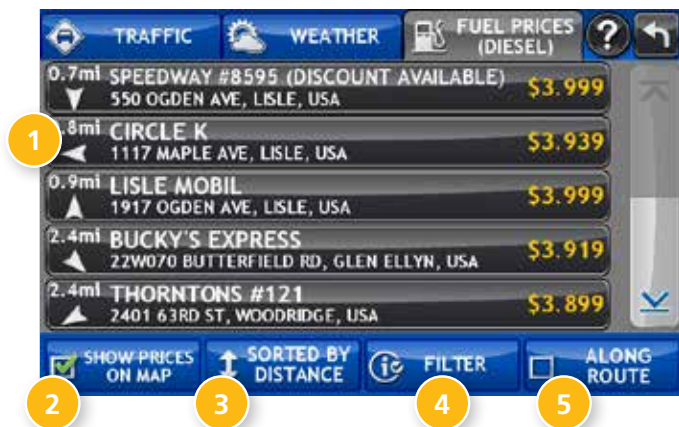 TRAFFIC
WEATHER
FUEL PRICES
(DIESEL)
?
0.7mi SPEEDWAY #8595 (DISCOUNT AVAILABLE) $3.999
550 OGDEN AVE, LISLE, USA
1
.8mi CIRCLE K $3.939
1117 MAPLE AVE, LISLE, USA
0.9mi LISLE MOBIL $3.999
1917 OGDEN AVE, LISLE, USA
2.4mi BUCKY'S EXPRESS $3.919
22W070 BUTTERFIELD RD, GLEN ELLYN, USA
2.4mi THORNTONS #121 $3.899
2401 63RD ST, WOODRIDGE, USA
SHOW PRICES
ON MAP
SORTED BY
DISTANCE
FILTER
ALONG
ROUTE
2
3
4
5